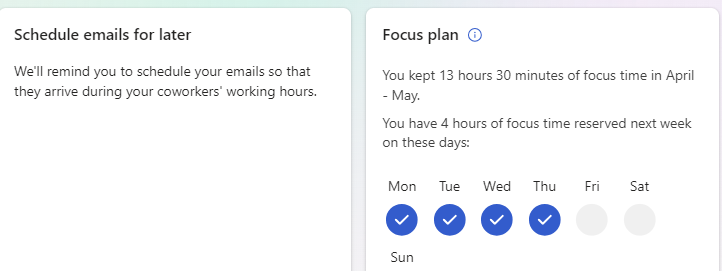 Schedule emails for later
We'll remind you to schedule your emails so that
they arrive during your coworkers' working hours.
Focus plan
You kept 13 hours 30 minutes of focus time in April
- May.
You have 4 hours of focus time reserved next week
on these days:
Mon Tue Wed Thu Fri Sat
Sun